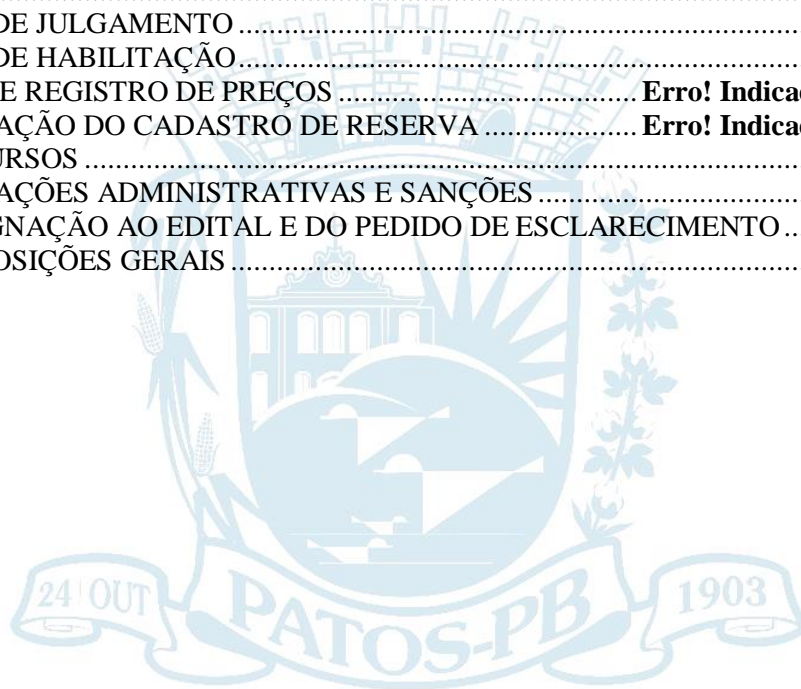 DE JULGAMENTO ........................................................................................
DE HABILITAÇÃO........................................................................................
E REGISTRO DE PREÇOS ............................................. Erro! Indica
AÇÃO DO CADASTRO DE RESERVA ....................... Erro! Indica
URSOS ........................................................................................................
AÇÕES ADMINISTRATIVAS E SANÇÕES ........................................
GNAÇÃO AO EDITAL E DO PEDIDO DE ESCLARECIMENTO ...
OSIÇÕES GERAIS ...................................................................................
24 OUT
PATOS-PB
1903